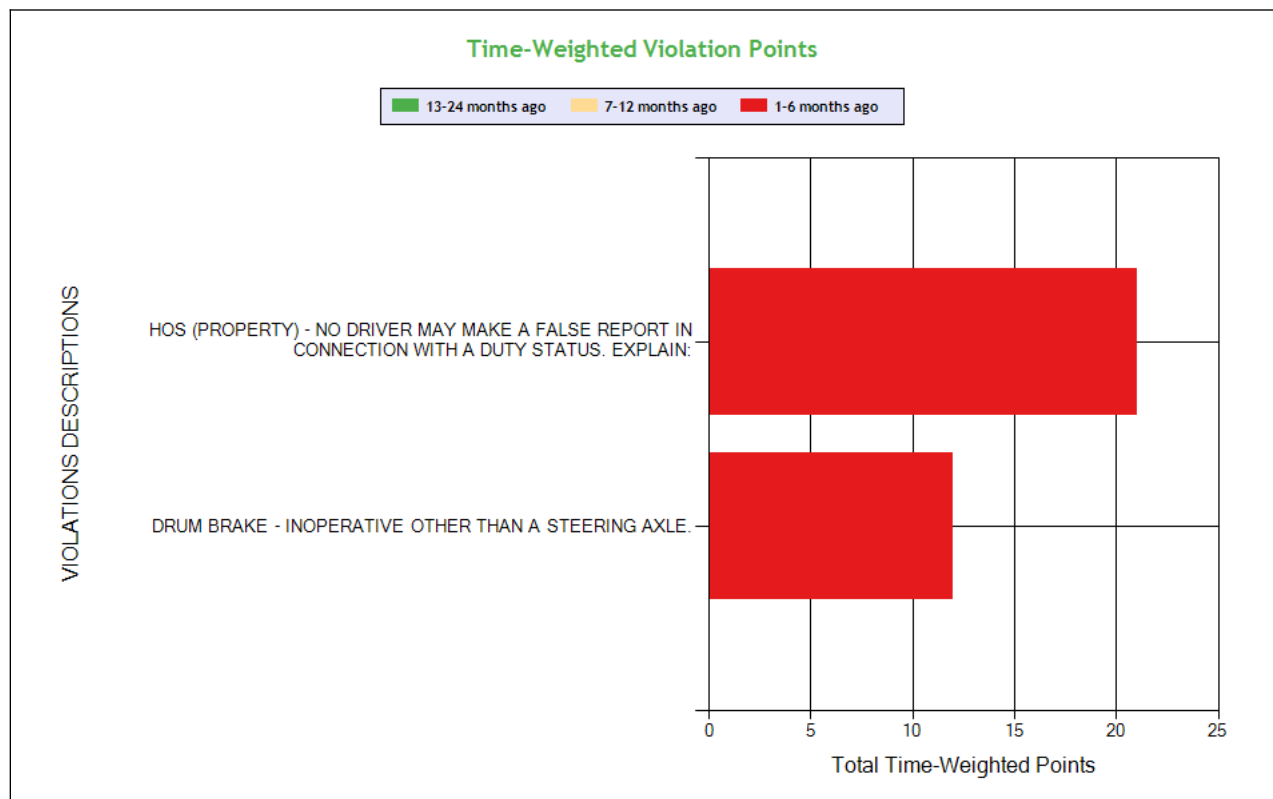 Time-Weighted Violation Points
13-24 months ago 7-12 months ago 1-6 months ago
VIOLATIONS DESCRIPTIONS
HOS (PROPERTY) - NO DRIVER MAY MAKE A FALSE REPORT IN
CONNECTION WITH A DUTY STATUS. EXPLAIN:
DRUM BRAKE - INOPERATIVE OTHER THAN A STEERING AXLE.
0 5 10 15 20 25
Total Time-Weighted Points